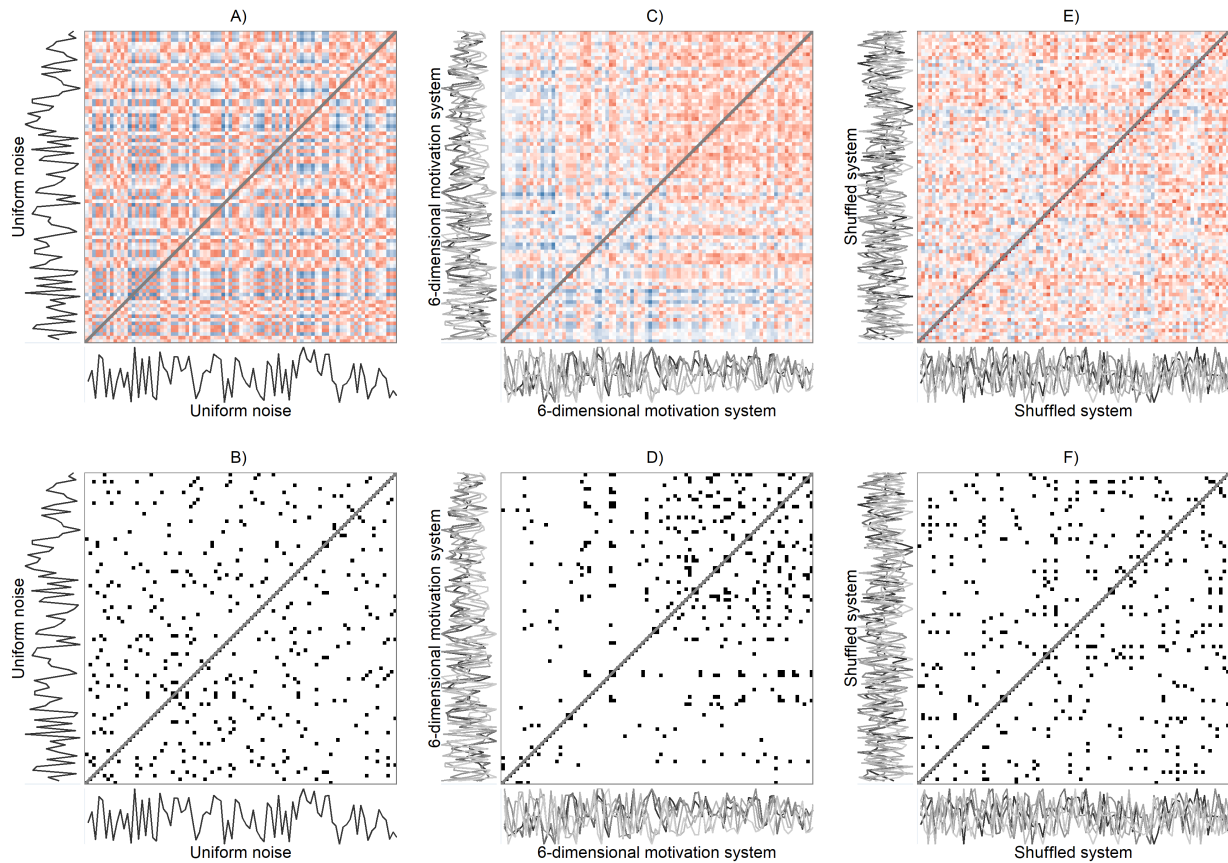 A)
C)
E)
Uniform noise
6-dimensional motivation system
Shuffled system
Uniform noise
6-dimensional motivation system
Shuffled system
B)
D)
F)
Uniform noise
6-dimensional motivation system
Shuffled system
Uniform noise
6-dimensional motivation system
Shuffled system